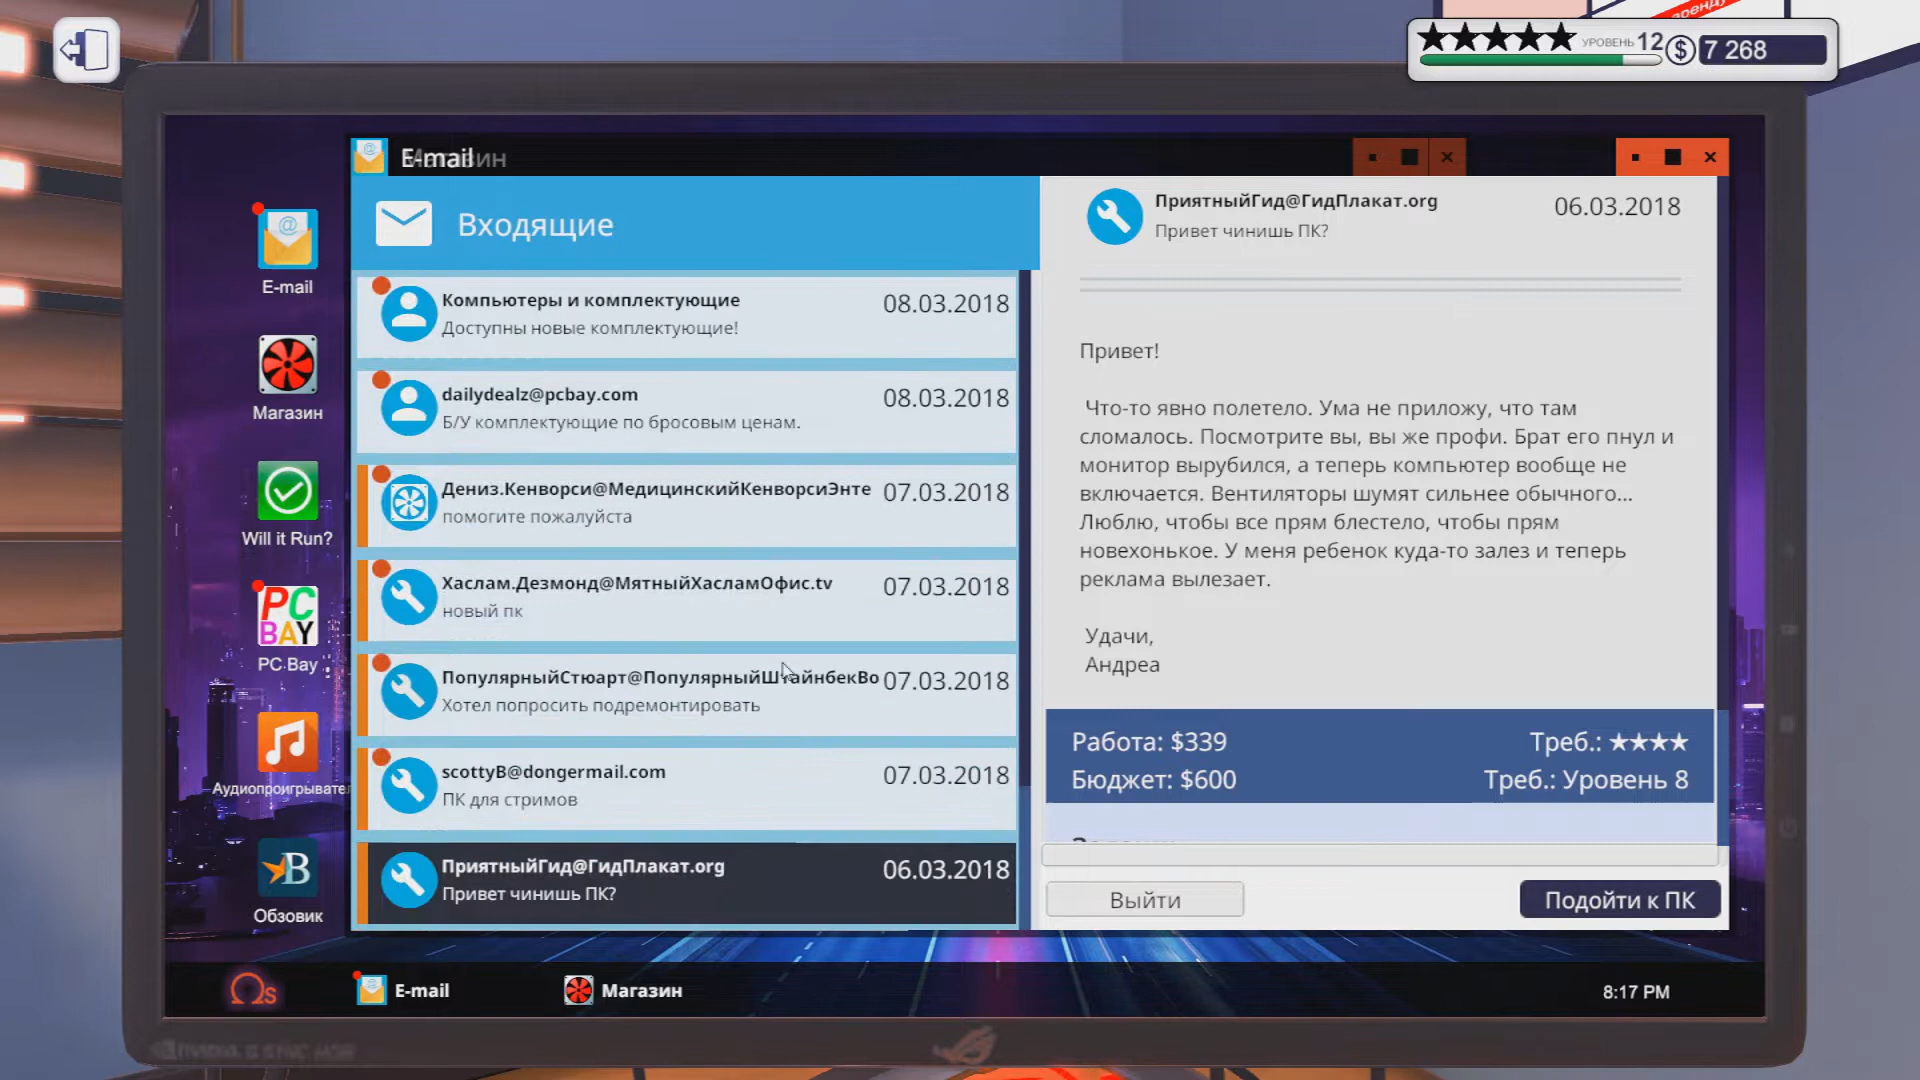 аренду
УРОВЕНЬ 12
$ 7 268
E-mail
Входящие
Компьютеры и комплектующие
08.03.2018
Доступны новые комплектующие!
dailydealz@pcbay.com
08.03.2018
Б/У комплектующие по бросовым ценам.
Дениз.Кенворси@МедицинскийКенворсиЭнте
07.03.2018
помогите пожалуйста
Хаслам.Дезмонд@МятныйХасламОфис.tv
07.03.2018
новый пк
ПопулярныйСтюарт@ПопулярныйШтайнбекВо
07.03.2018
Хотел попросить подремонтировать
scottyB@dongermail.com
07.03.2018
ПК для стримов
ПриятныйГид@ГидПлакат.org
06.03.2018
Привет чинишь ПК?
ПриятныйГид@ГидПлакат.org
06.03.2018
Привет чинишь ПК?
Привет!
Что-то явно полетело. Ума не приложу, что там
сломалось. Посмотрите вы, вы же профи. Брат его пнул и
монитор вырубился, а теперь компьютер вообще не
включается. Вентиляторы шумят сильнее обычного...
Люблю, чтобы все прям блестело, чтобы прям
новехонькое. У меня ребенок куда-то залез и теперь
реклама вылезает.
Удачи,
Андреа
Работа: $339
Треб.: ★★★★
Бюджет: $600
Треб.: Уровень 8
Выйти
Подойти к ПК
E-mail
Магазин
Will it Run?
PC
BAY
PC Bay
Аудиопроигрывате
B
Обзовик
Ωs
E-mail
Магазин
8:17 PM